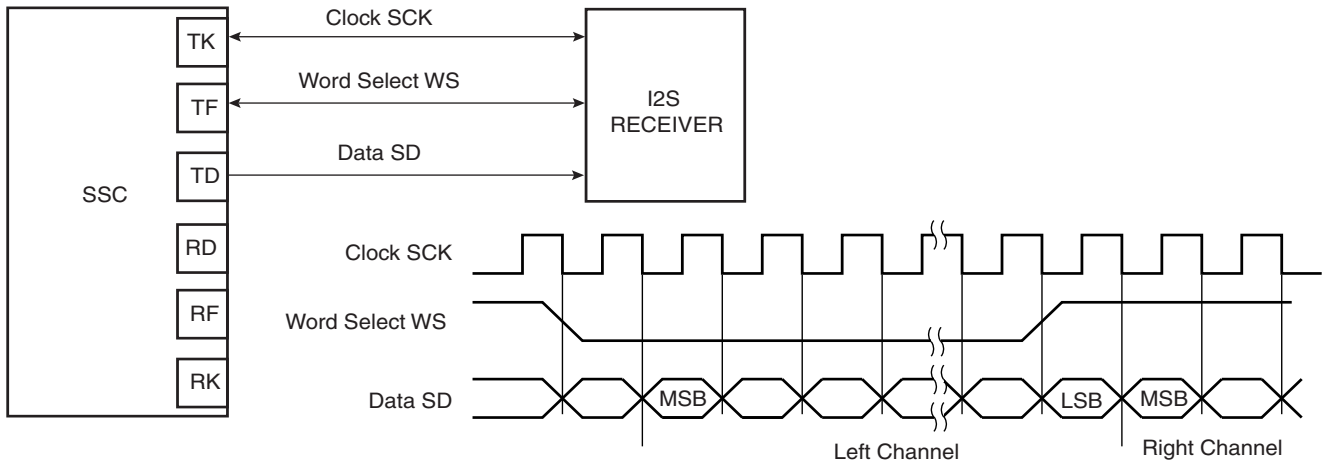 SSC
TK
TF
TD
RD
RF
RK
Clock SCK
Word Select WS
Data SD
I2S
RECEIVER
Clock SCK
Word Select WS
Data SD
MSB
LSB
MSB
Left Channel
Right Channel